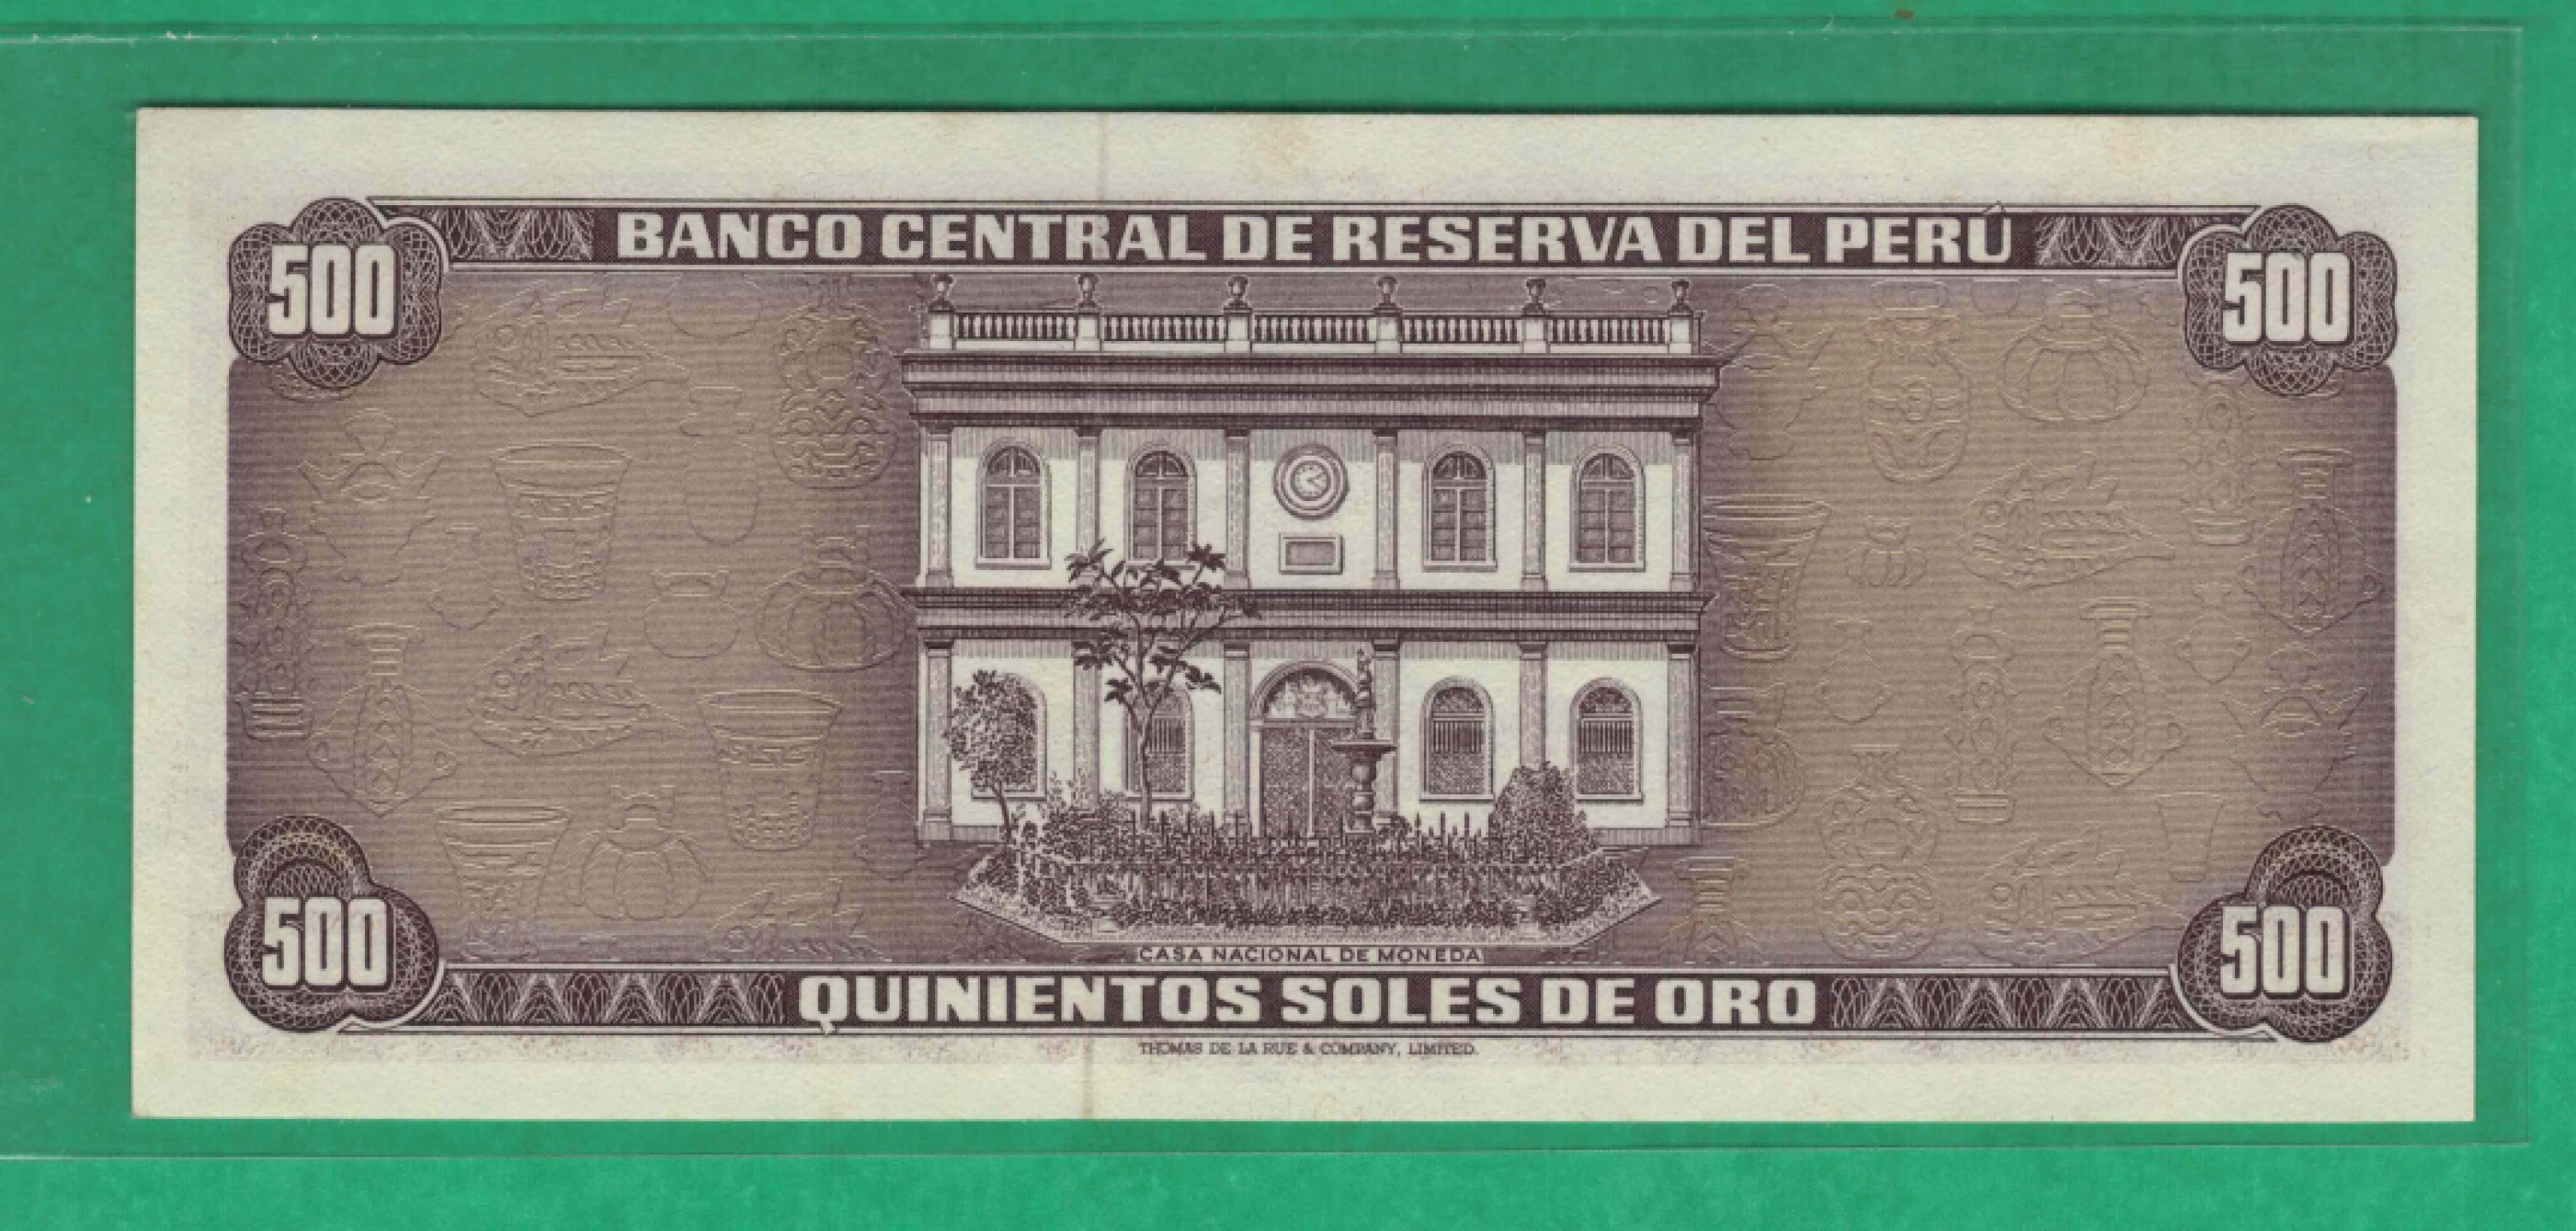 BANCO CENTRAL DE RESERVA DEL PERÚ
500
500
CASA NACIONAL DE MONEDA
500
500
QUINIENTOS SOLES DE ORO
THOMAS DE LA RUE & COMPANY, LIMITED.